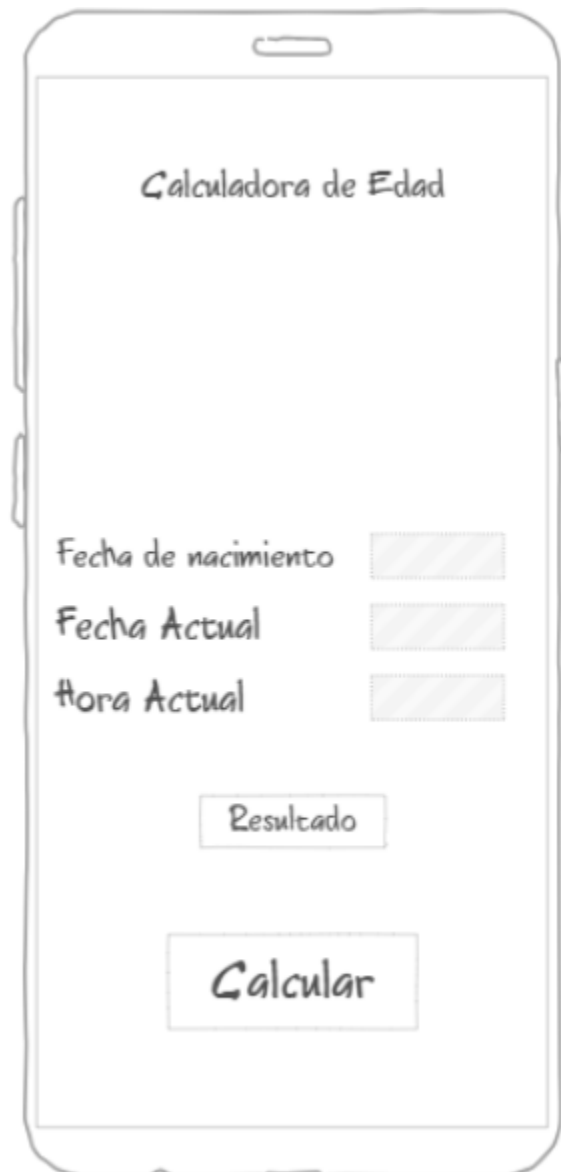 Calculadora de Edad
Fecha de nacimiento
Fecha Actual
Hora Actual
Resultado
Calcular